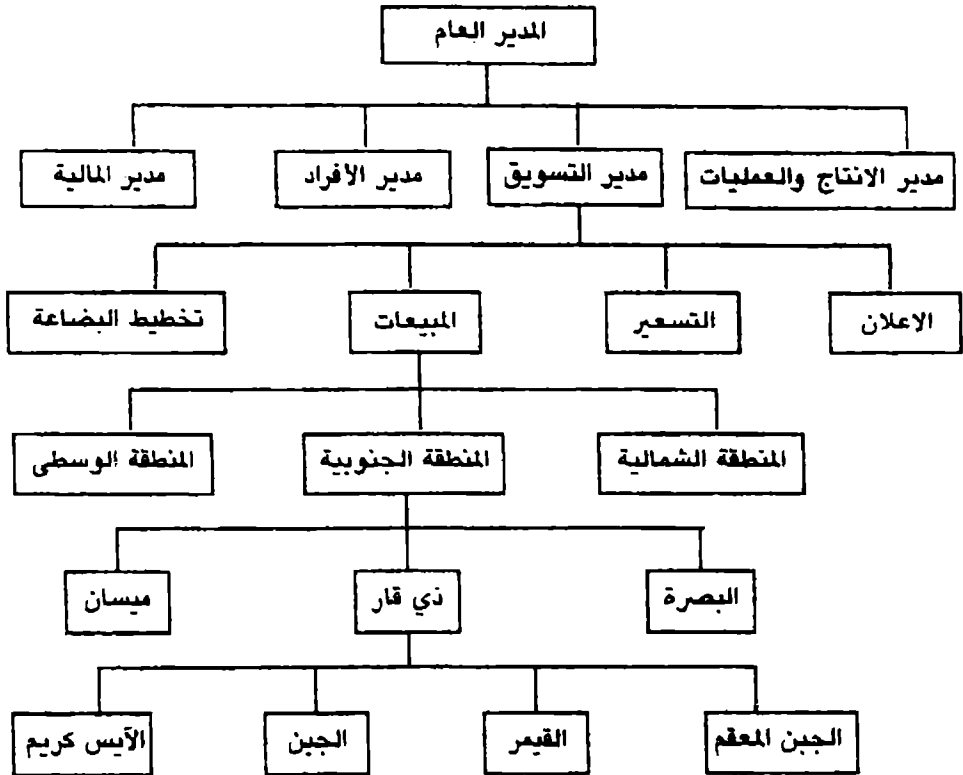 المدير العام
مدير الانتاج والعمليات
مدير التسويق
مدير الأفراد
مدير المالية
الاعلان
التسعير
المبيعات
تخطيط البضاعة
المنطقة الشمالية
المنطقة الجنوبية
المنطقة الوسطى
البصرة
ذي قار
ميسان
الجبن المعقم
القيمر
الجبن
الآيس كريم